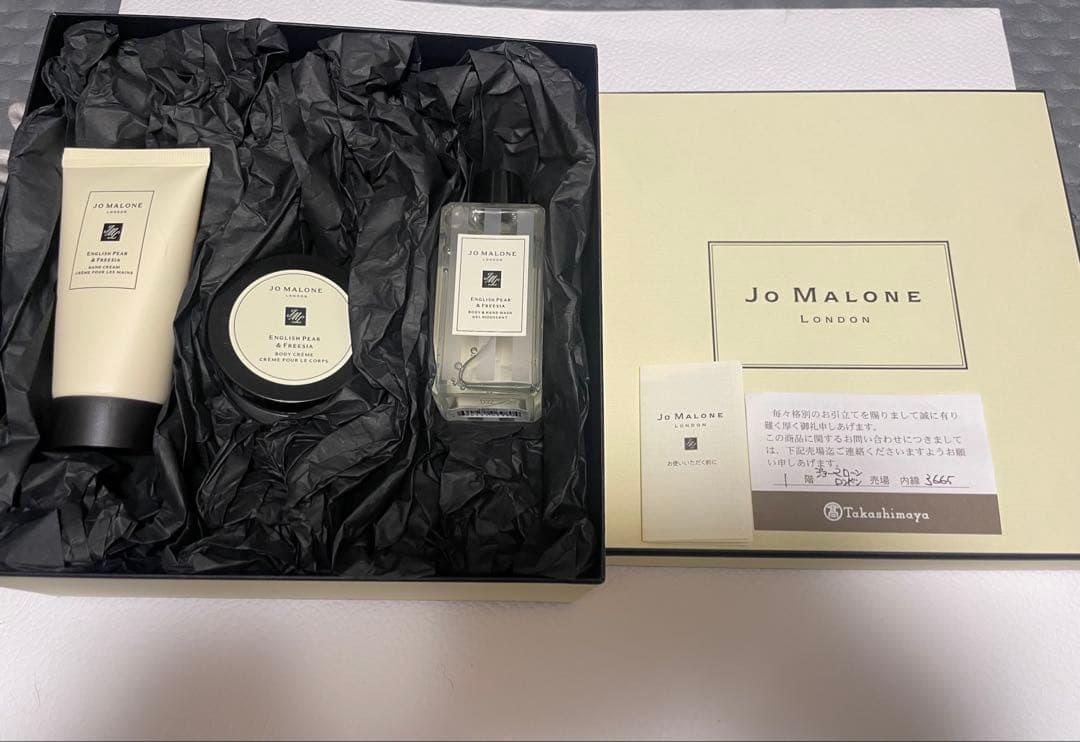 JO MALONE
LONDON
ENGLISH PEAR
& FREESIA
HAND CREAM
CRÈME POUR LES MAINS
JO MALONE
LONDON
ENGLISH PEAR
& FREESIA
BODY CRÈME
CRÈME POUR LE CORPS
JO MALONE
LONDON
ENGLISH PEAR
& FREESIA
BODY & HAND WASH
GEL MOUSSANT
JO MALONE
LONDON
JO MALONE
LONDON
お使いいただく前に
毎々格別のお引立てを賜りまして誠に有り
難く厚く御礼申しあげます。
この商品に関するお問い合わせにつきまして
は、下記売場迄ご連絡くださいますようお願
い申しあげます。
1 階 ジョーマローン ロンドン 売場 内線 3665
髙 Takashimaya